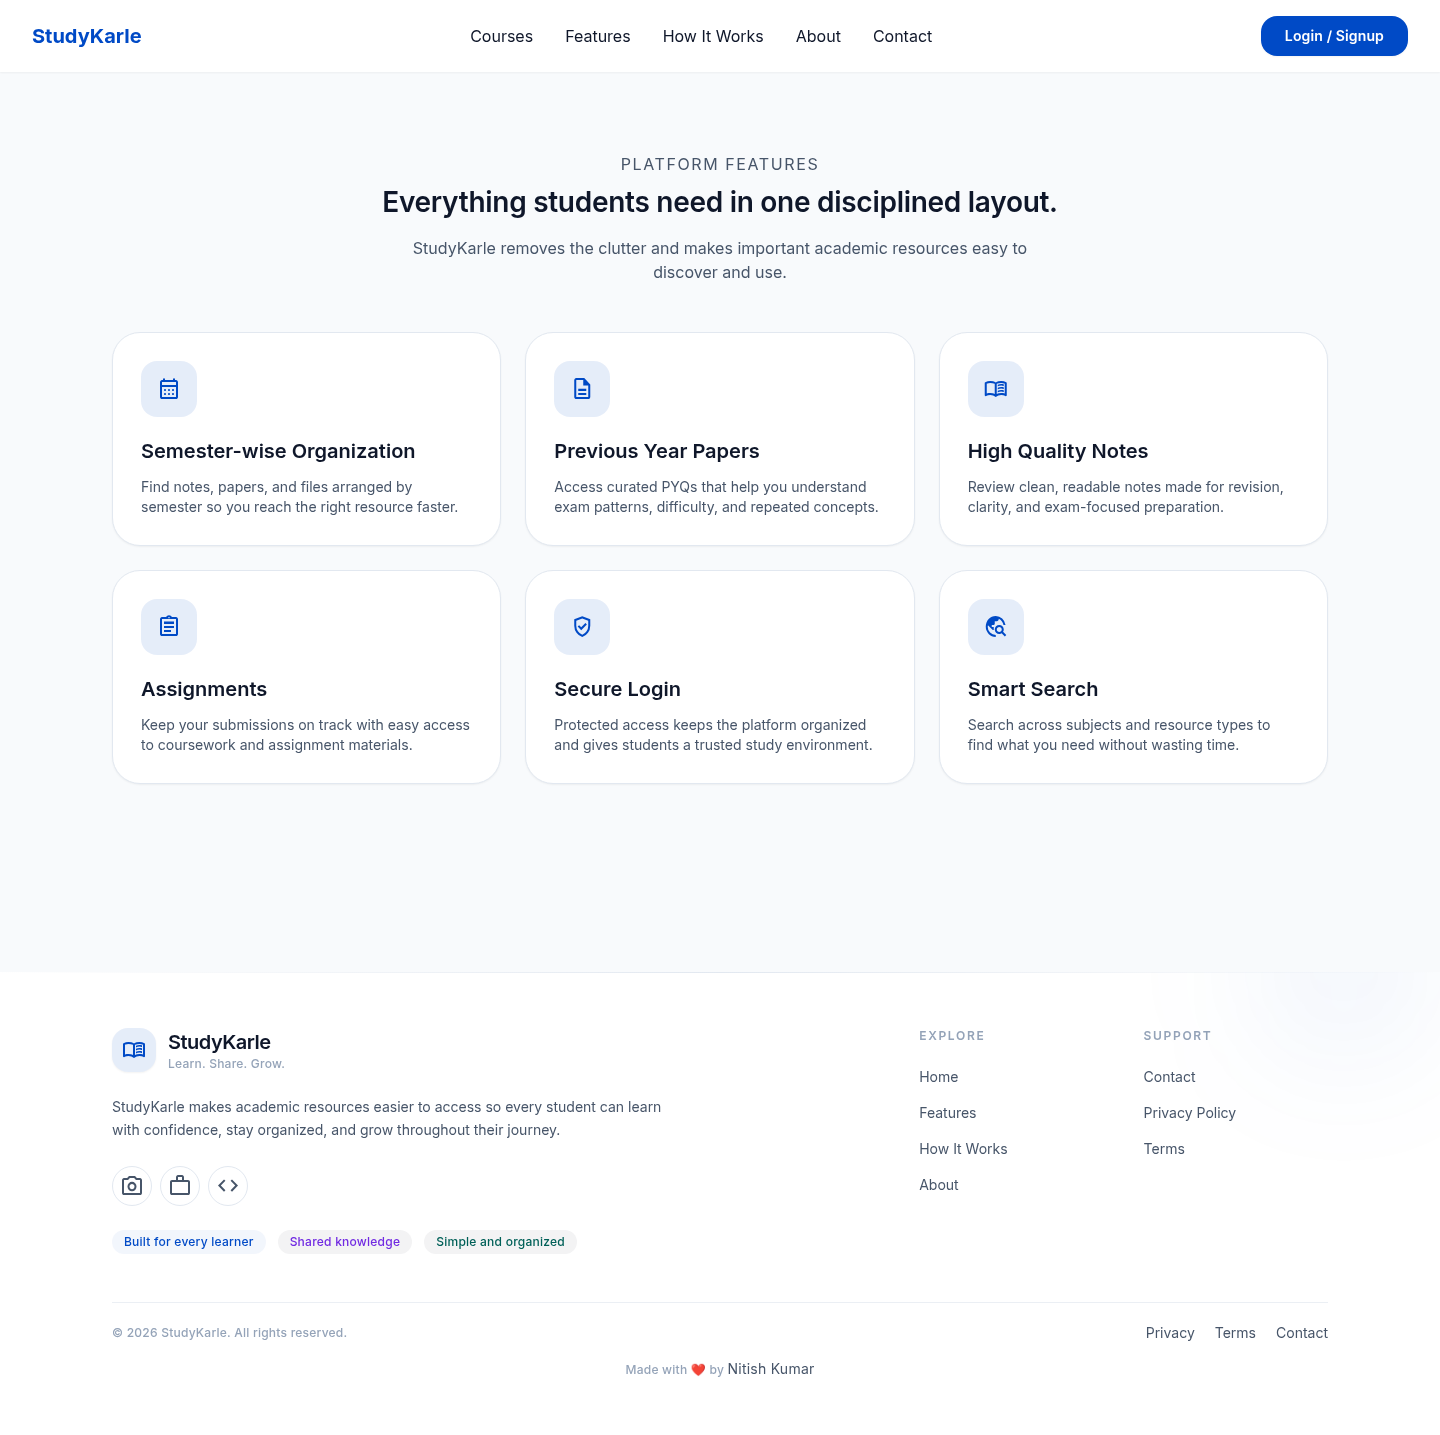 StudyKarle
Courses
Features
How It Works
About
Contact
Login / Signup
PLATFORM FEATURES
Everything students need in one disciplined layout.
StudyKarle removes the clutter and makes important academic resources easy to
discover and use.
Semester-wise Organization
Find notes, papers, and files arranged by
semester so you reach the right resource faster.
Previous Year Papers
Access curated PYQs that help you understand
exam patterns, difficulty, and repeated concepts.
High Quality Notes
Review clean, readable notes made for revision,
clarity, and exam-focused preparation.
Assignments
Keep your submissions on track with easy access
to coursework and assignment materials.
Secure Login
Protected access keeps the platform organized
and gives students a trusted study environment.
Smart Search
Search across subjects and resource types to
find what you need without wasting time.
StudyKarle
Learn. Share. Grow.
StudyKarle makes academic resources easier to access so every student can learn
with confidence, stay organized, and grow throughout their journey.
Built for every learner
Shared knowledge
Simple and organized
EXPLORE
Home
Features
How It Works
About
SUPPORT
Contact
Privacy Policy
Terms
© 2026 StudyKarle. All rights reserved.
Privacy
Terms
Contact
Made with ❤️ by Nitish Kumar